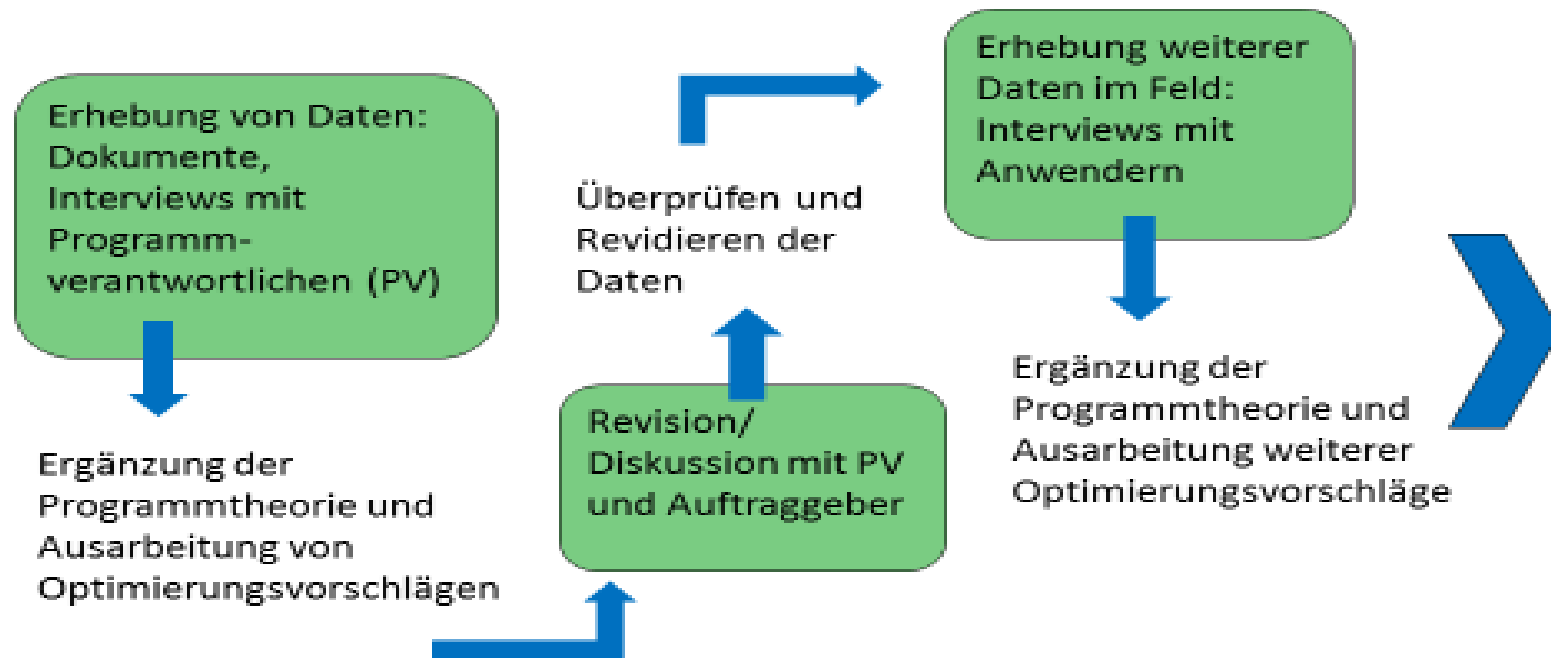 Erhebung von Daten:
Dokumente,
Interviews mit
Programm-
verantwortlichen (PV)
Ergänzung der
Programmtheorie und
Ausarbeitung von
Optimierungsvorschlägen
Revision/
Diskussion mit PV
und Auftraggeber
Überprüfen und
Revidieren der
Daten
Erhebung weiterer
Daten im Feld:
Interviews mit
Anwendern
Ergänzung der
Programmtheorie und
Ausarbeitung weiterer
Optimierungsvorschläge